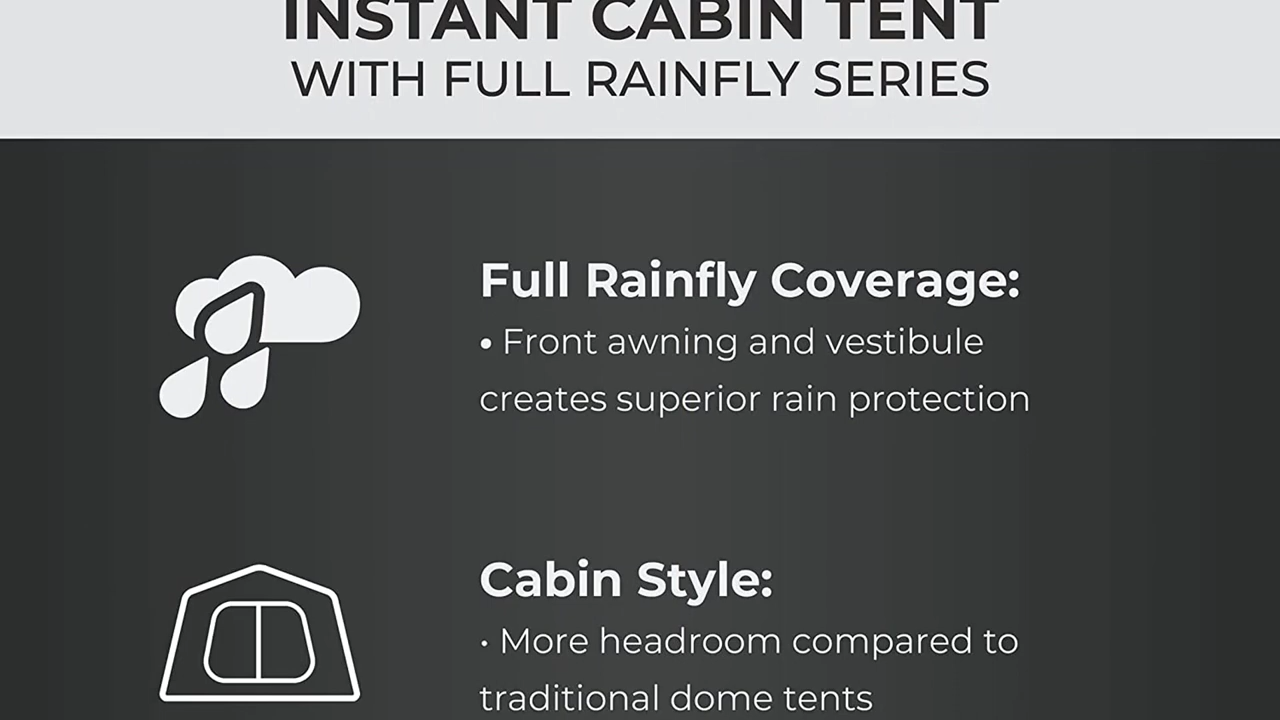 INSTANT CABIN TENT
WITH FULL RAINFLY SERIES
Full Rainfly Coverage:
• Front awning and vestibule
creates superior rain protection
Cabin Style:
• More headroom compared to
traditional dome tents